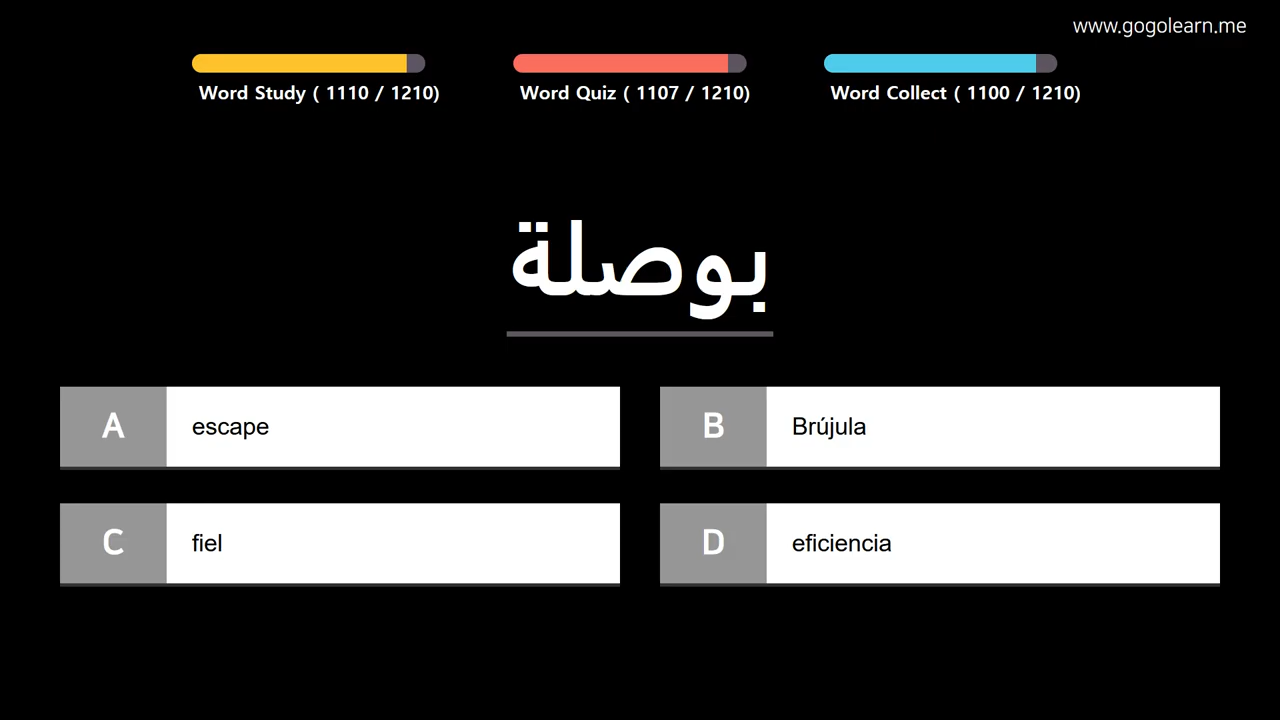 www.gogolearn.me
Word Study ( 1110 / 1210)
Word Quiz ( 1107 / 1210)
Word Collect ( 1100 / 1210)
بوصلة
A escape
B Brújula
C fiel
D eficiencia